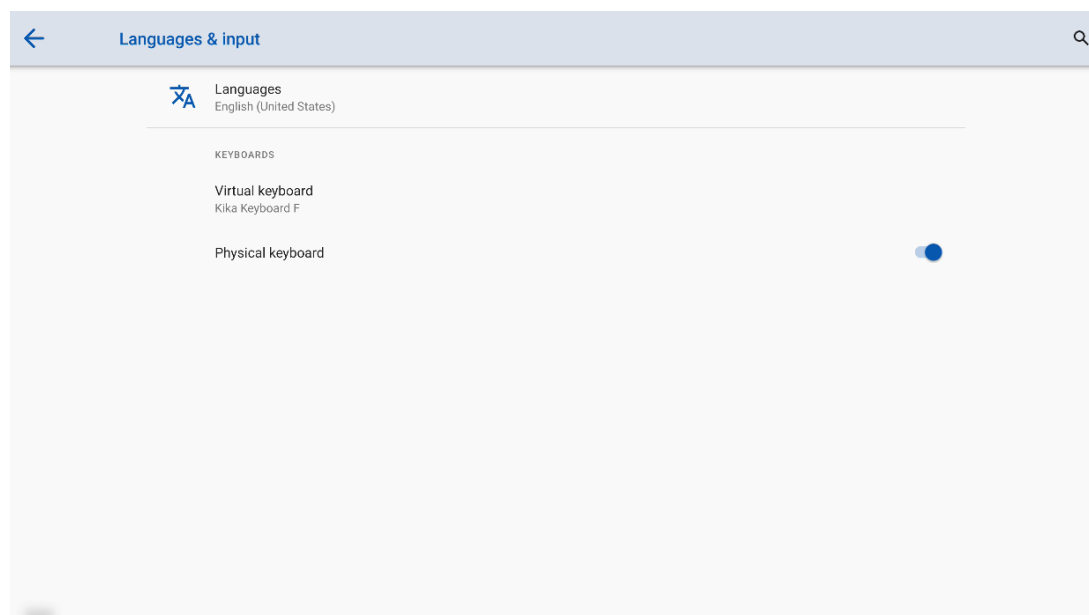 Languages & input
Languages
English (United States)
KEYBOARDS
Virtual keyboard
Kika Keyboard F
Physical keyboard